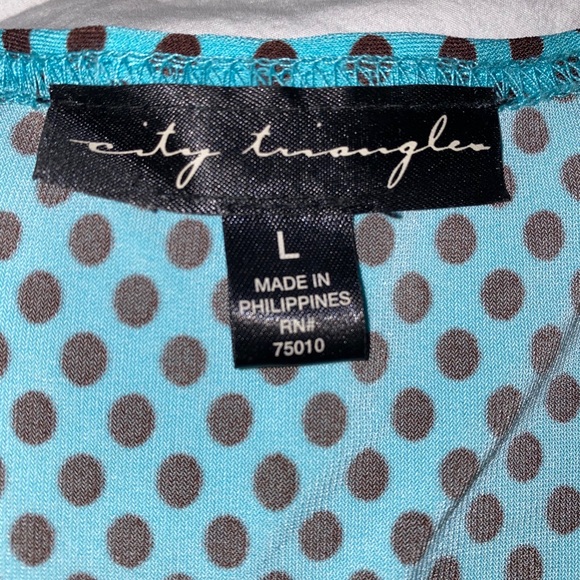 city triangles
L
MADE IN
PHILIPPINES
RN#
75010